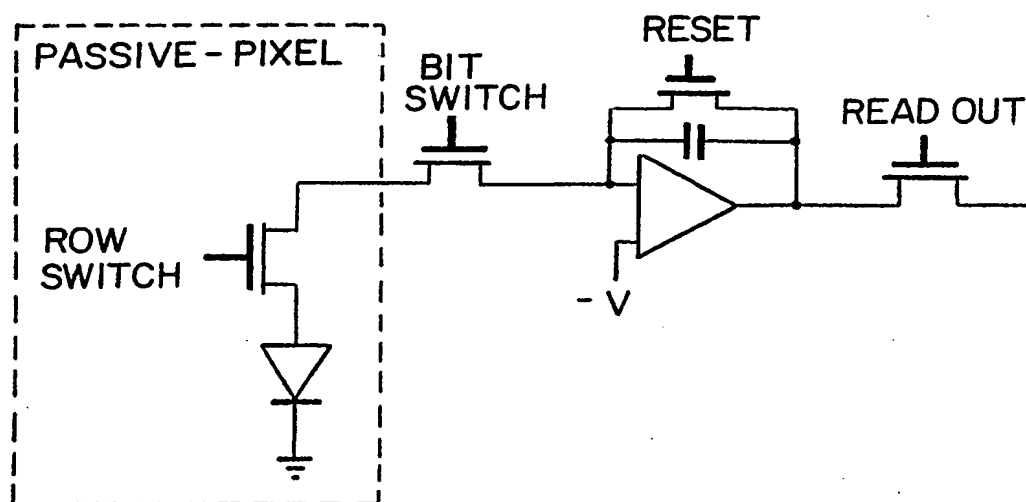 PASSIVE - PIXEL
BIT
SWITCH
RESET
READ OUT
ROW
SWITCH
- V